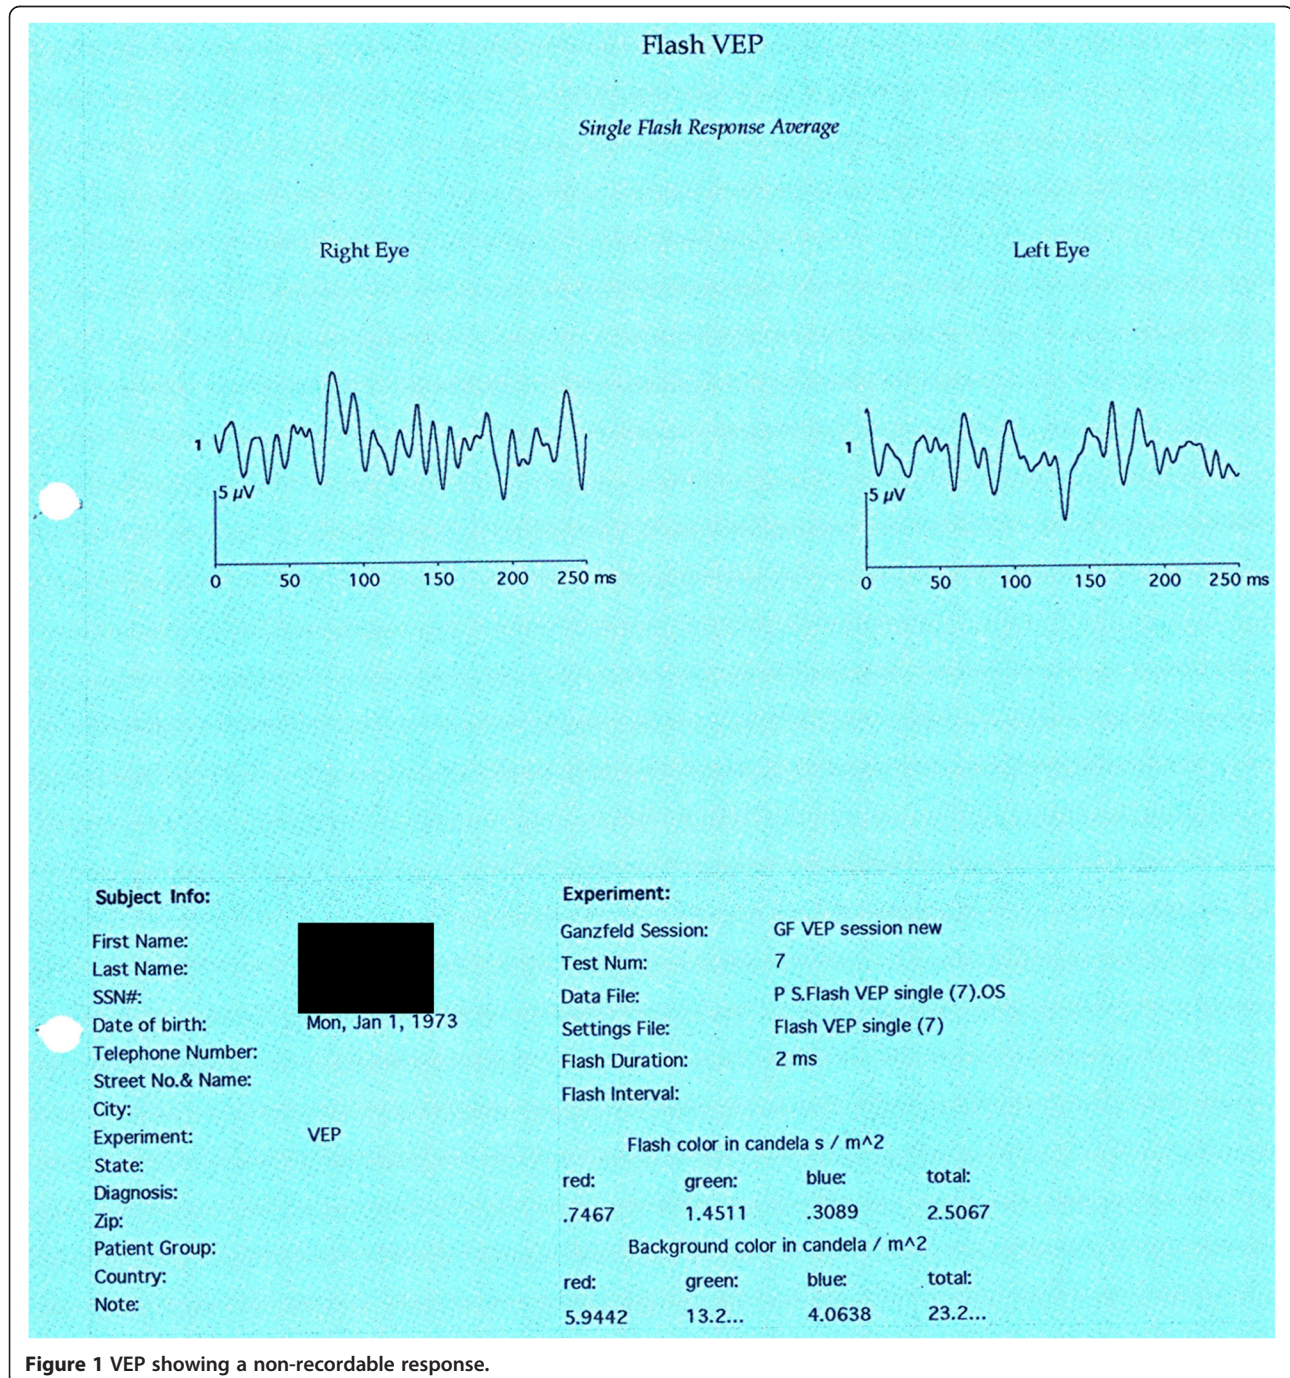 Flash VEP
Single Flash Response Average
Right Eye
Left Eye
1
5 µV
0 50 100 150 200 250 ms
1
5 µV
0 50 100 150 200 250 ms
Subject Info:
First Name:
Last Name:
SSN#:
Date of birth: Mon, Jan 1, 1973
Telephone Number:
Street No.& Name:
City:
Experiment: VEP
State:
Diagnosis:
Zip:
Patient Group:
Country:
Note:
Experiment:
Ganzfeld Session: GF VEP session new
Test Num: 7
Data File: P S.Flash VEP single (7).OS
Settings File: Flash VEP single (7)
Flash Duration: 2 ms
Flash Interval:
Flash color in candela s / m^2
red: green: blue: total:
.7467 1.4511 .3089 2.5067
Background color in candela / m^2
red: green: blue: total:
5.9442 13.2... 4.0638 23.2...
Figure 1 VEP showing a non-recordable response.